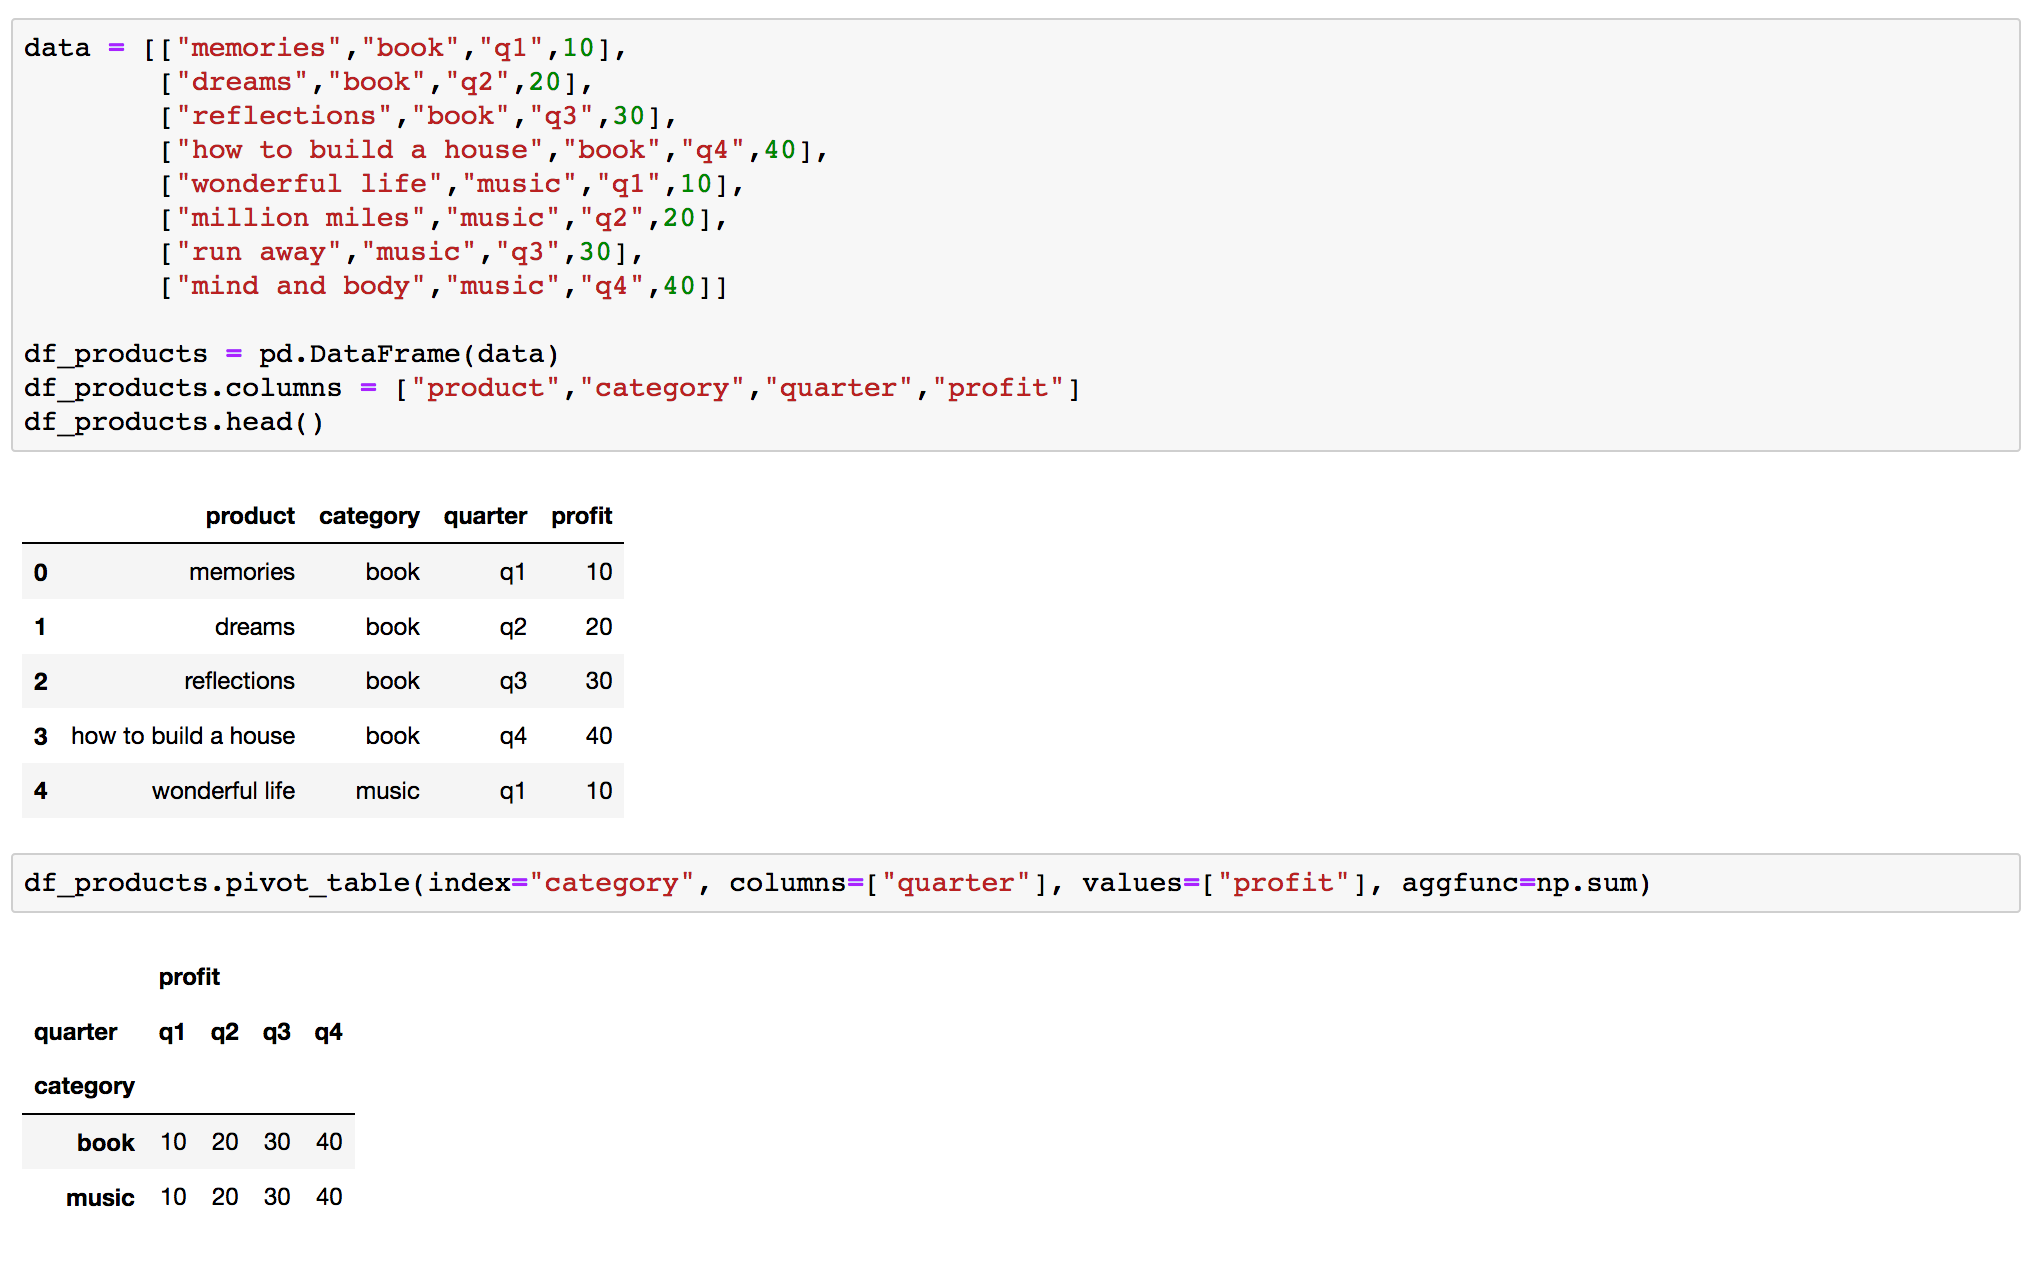 data = [["memories","book","q1",10],
["dreams","book","q2",20],
["reflections","book","q3",30],
["how to build a house","book","q4",40],
["wonderful life","music","q1",10],
["million miles","music","q2",20],
["run away","music","q3",30],
["mind and body","music","q4",40]]
df_products = pd.DataFrame(data)
df_products.columns = ["product","category","quarter","profit"]
df_products.head()
product category quarter profit
0 memories book q1 10
1 dreams book q2 20
2 reflections book q3 30
3 how to build a house book q4 40
4 wonderful life music q1 10
df_products.pivot_table(index="category", columns=["quarter"], values=["profit"], aggfunc=np.sum)
profit
quarter q1 q2 q3 q4
category
book 10 20 30 40
music 10 20 30 40